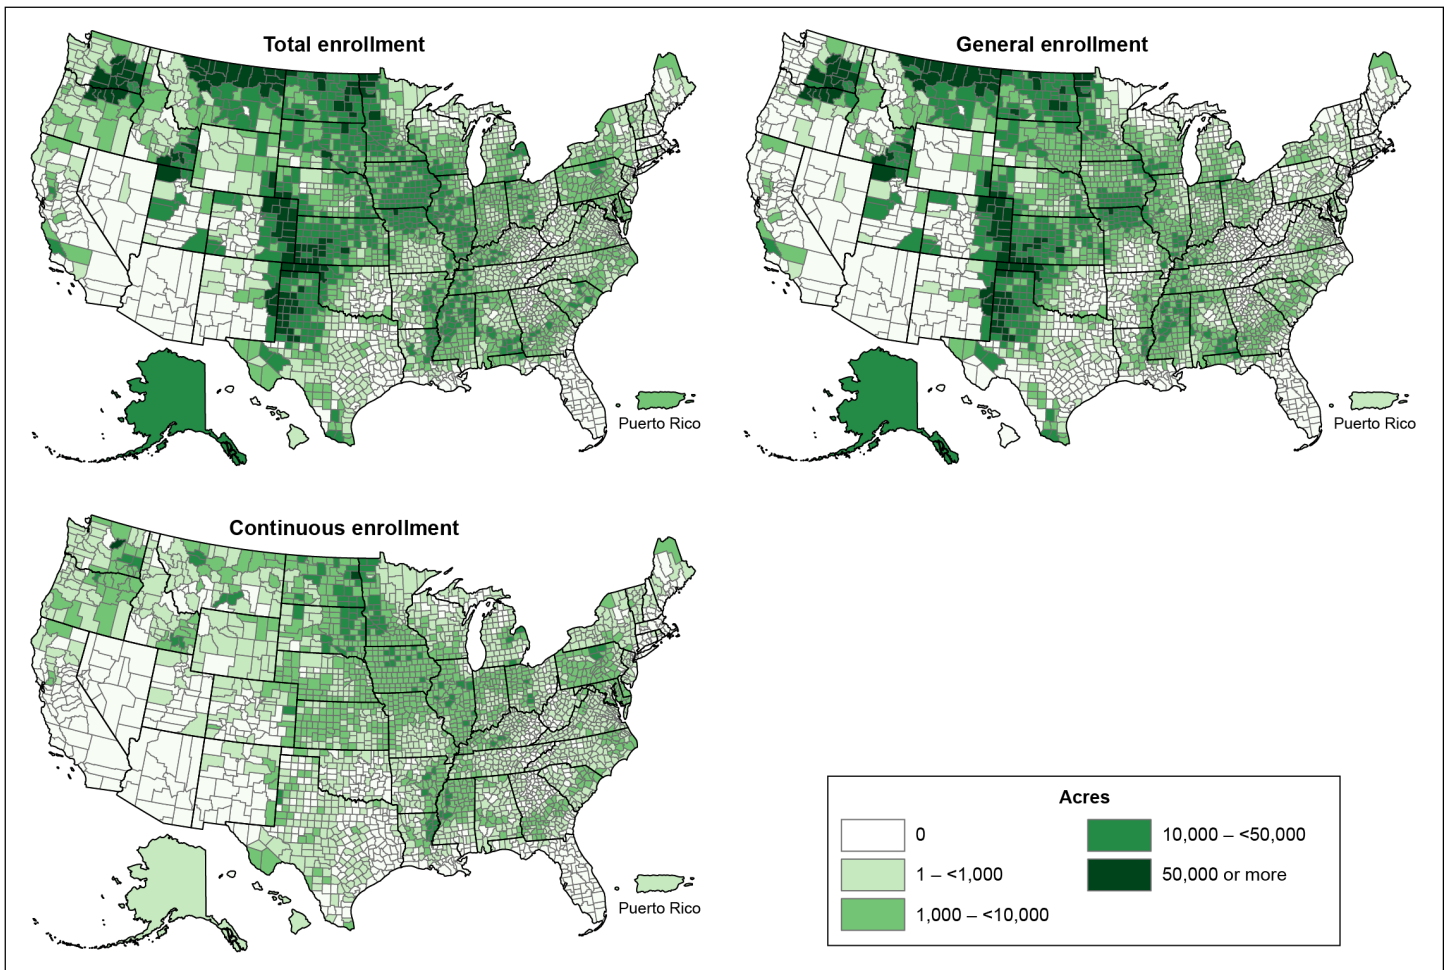 Total enrollment
General enrollment
Puerto Rico
Puerto Rico
Continuous enrollment
Puerto Rico
Acres
0
1 – <1,000
1,000 – <10,000
10,000 – <50,000
50,000 or more